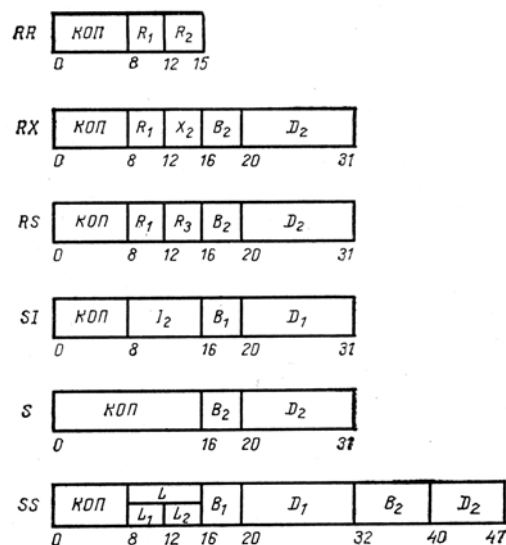 RR КОП R₁ R₂
0 8 12 15
RX КОП R₁ X₂ B₂ D₂
0 8 12 16 20 31
RS КОП R₁ R₃ B₂ D₂
0 8 12 16 20 31
SI КОП I₂ B₁ D₁
0 8 16 20 31
S КОП B₂ D₂
0 16 20 31
SS КОП L B₁ D₁ B₂ D₂
L₁ L₂
0 8 12 16 20 32 40 47